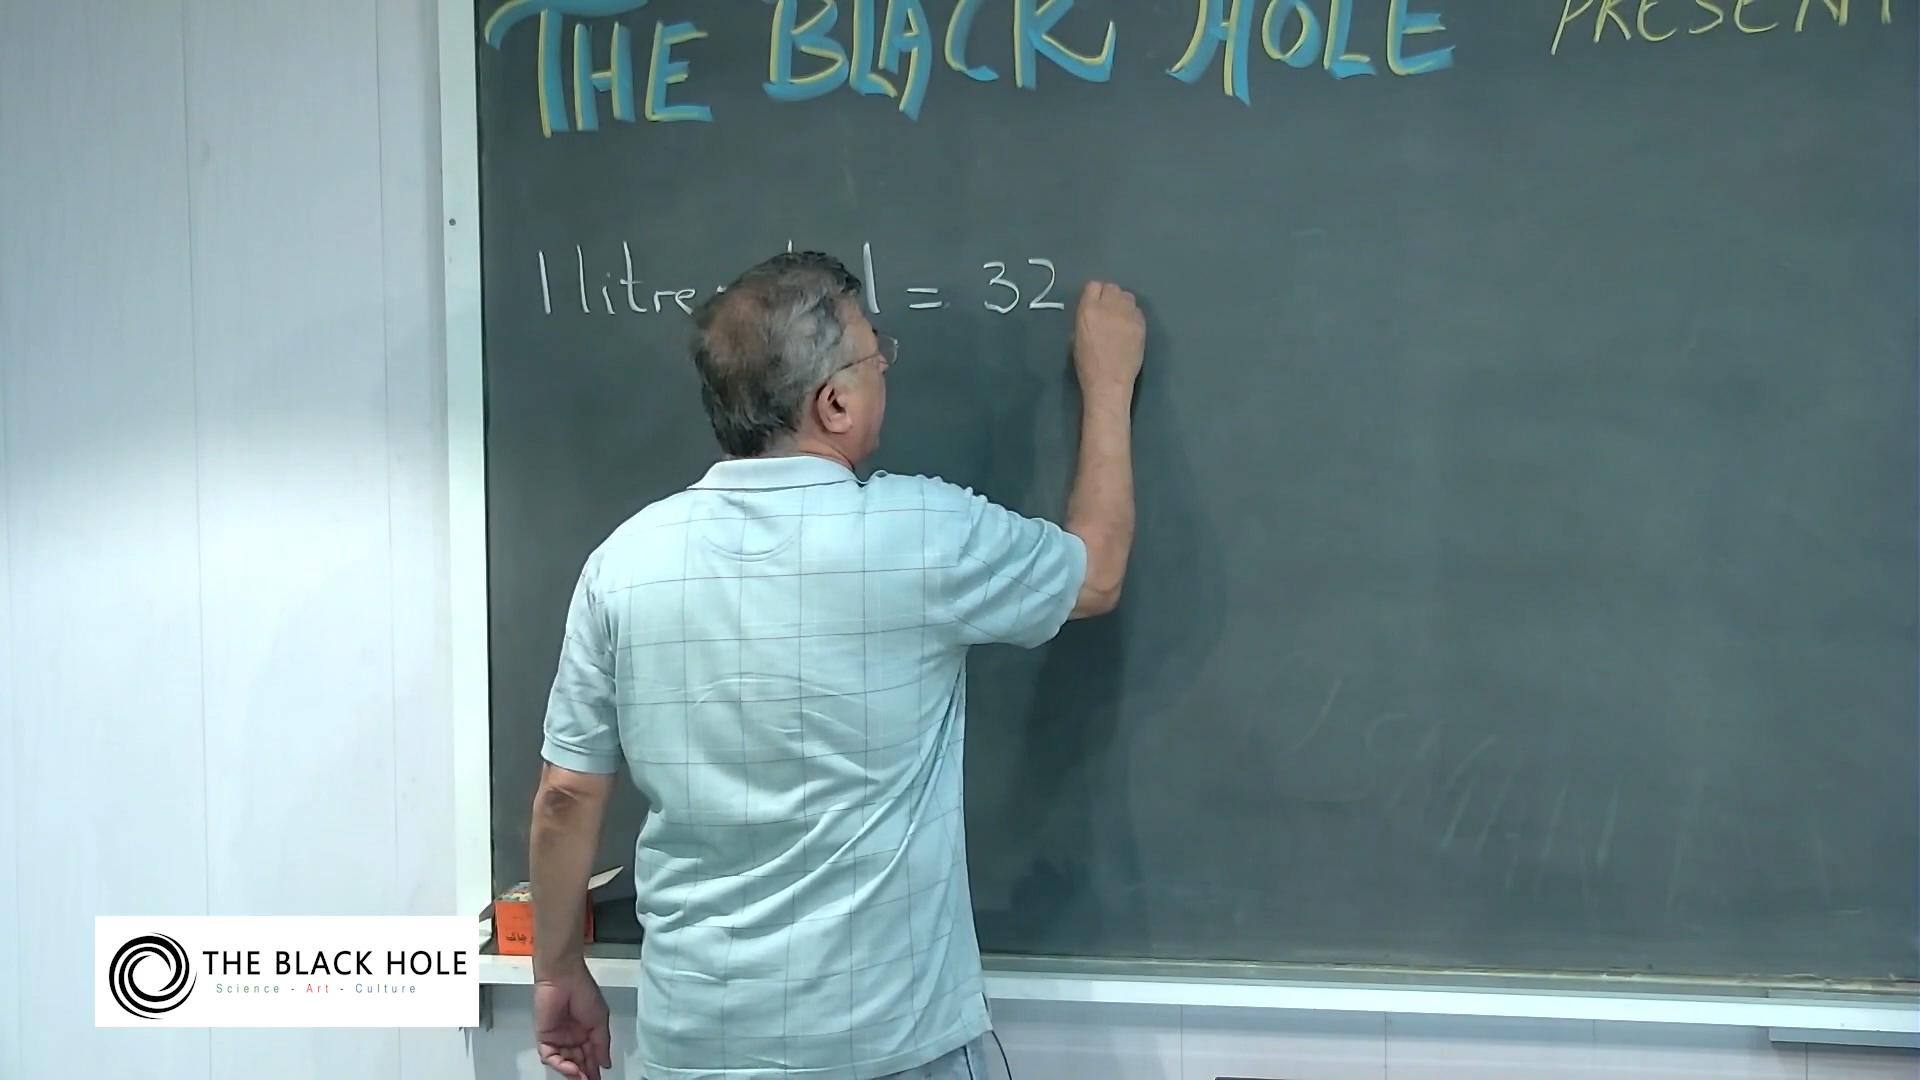 THE BLACK HOLE PRESENT
1 litre = 32
THE BLACK HOLE
Science - Art - Culture